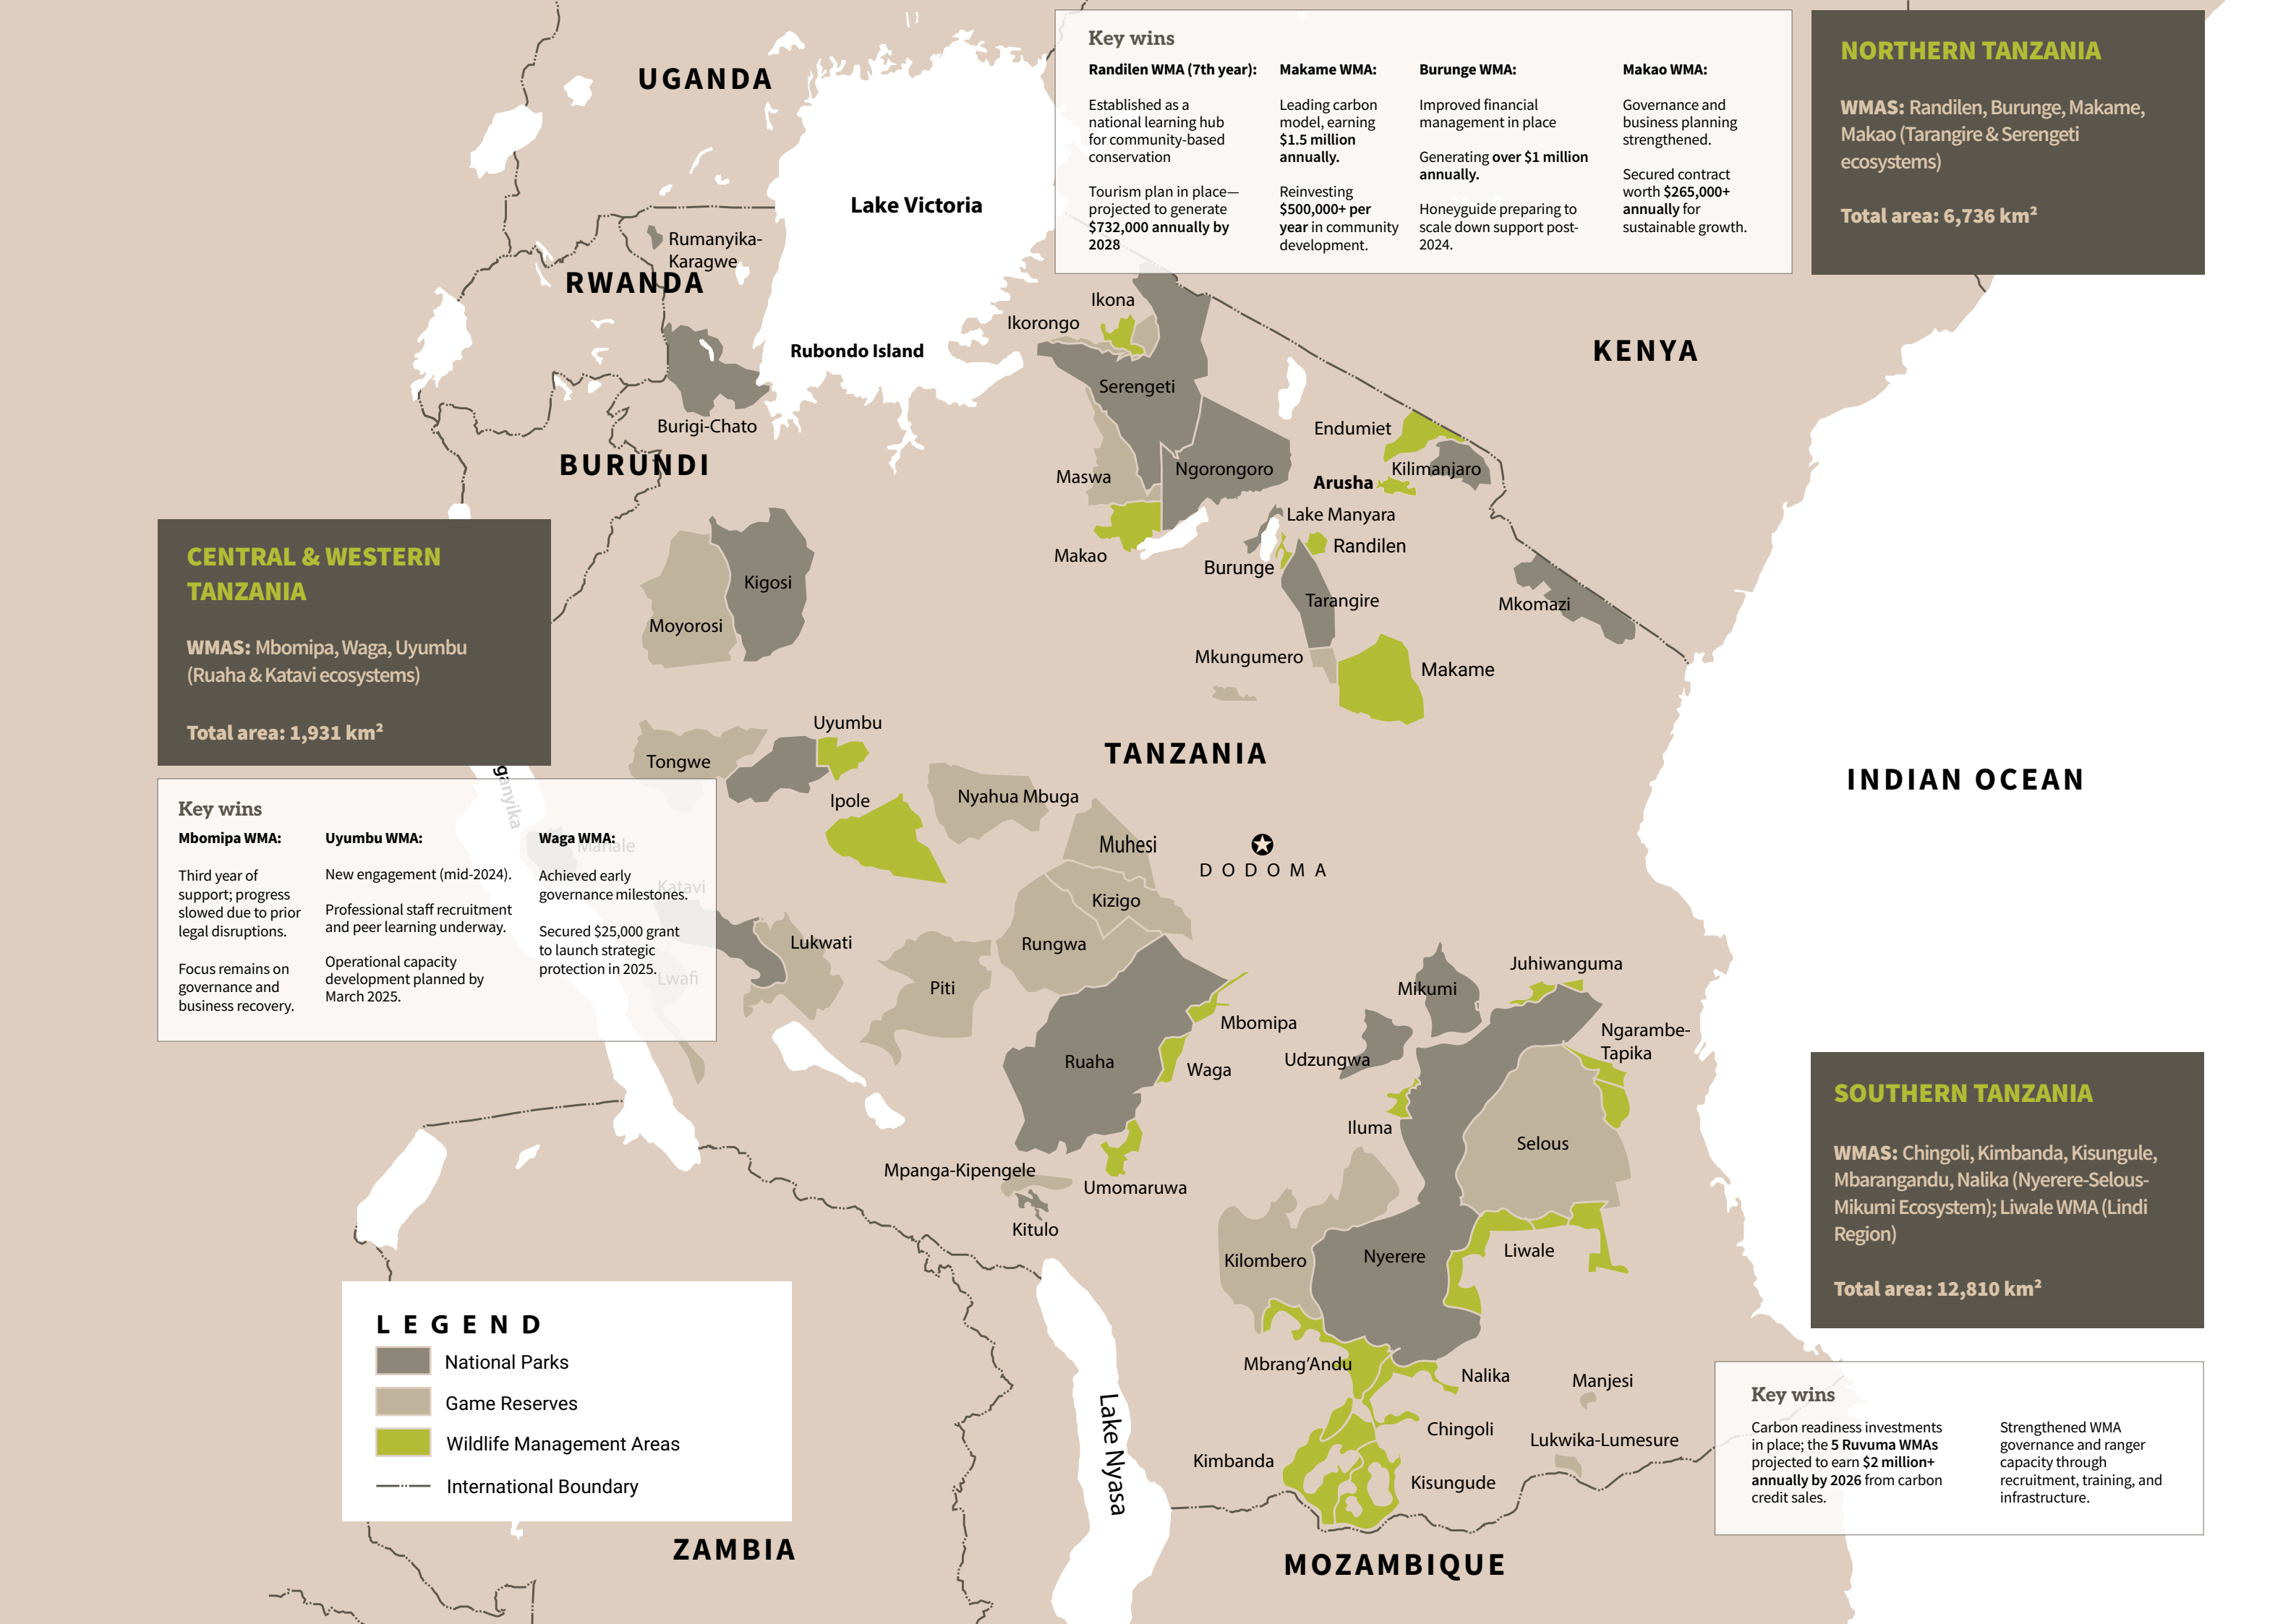 UGANDA
Lake Victoria
Rumanyika-
Karagwe
RWANDA
Rubondo Island
Burigi-Chato
BURUNDI
Key wins
Randilen WMA (7th year):
Established as a
national learning hub
for community-based
conservation
Tourism plan in place—
projected to generate
$732,000 annually by
2028
Makame WMA:
Leading carbon
model, earning
$1.5 million
annually.
Reinvesting
$500,000+ per
year in community
development.
Burunge WMA:
Improved financial
management in place
Generating over $1 million
annually.
Honeyguide preparing to
scale down support post-
2024.
Makao WMA:
Governance and
business planning
strengthened.
Secured contract
worth $265,000+
annually for
sustainable growth.
NORTHERN TANZANIA
WMAS: Randilen, Burunge, Makame,
Makao (Tarangire & Serengeti
ecosystems)
Total area: 6,736 km²
Ikona
Ikorongo
KENYA
Serengeti
Endumiet
Maswa
Ngorongoro
Kilimanjaro
Arusha
Lake Manyara
Makao
Randilen
Burunge
Tarangire
Mkomazi
Mkungumero
Makame
CENTRAL & WESTERN
TANZANIA
WMAS: Mbomipa, Waga, Uyumbu
(Ruaha & Katavi ecosystems)
Total area: 1,931 km²
Kigosi
Moyorosi
Uyumbu
Tongwe
TANZANIA
INDIAN OCEAN
ganyika
Key wins
Mbomipa WMA:
Third year of
support; progress
slowed due to prior
legal disruptions.
Focus remains on
governance and
business recovery.
Uyumbu WMA:
New engagement (mid-2024).
Professional staff recruitment
and peer learning underway.
Operational capacity
development planned by
March 2025.
Waga WMA:
Achieved early
governance milestones.
Secured $25,000 grant
to launch strategic
protection in 2025.
Mahale
Katavi
Lwafi
Ipole
Nyahua Mbuga
Muhesi
DODOMA
Kizigo
Lukwati
Rungwa
Piti
Mikumi
Juhiwanguma
Mbomipa
Ngarambe-
Tapika
Ruaha
Udzungwa
Waga
Iluma
Selous
Mpanga-Kipengele
Umomaruwa
Kitulo
Kilombero
Nyerere
Liwale
SOUTHERN TANZANIA
WMAS: Chingoli, Kimbanda, Kisungule,
Mbarangandu, Nalika (Nyerere-Selous-
Mikumi Ecosystem); Liwale WMA (Lindi
Region)
Total area: 12,810 km²
LEGEND
National Parks
Game Reserves
Wildlife Management Areas
International Boundary
Mbrang’Andu
Nalika
Manjesi
Lake Nyasa
Chingoli
Lukwika-Lumesure
Kimbanda
Kisungude
Key wins
Carbon readiness investments
in place; the 5 Ruvuma WMAs
projected to earn $2 million+
annually by 2026 from carbon
credit sales.
Strengthened WMA
governance and ranger
capacity through
recruitment, training, and
infrastructure.
ZAMBIA
MOZAMBIQUE